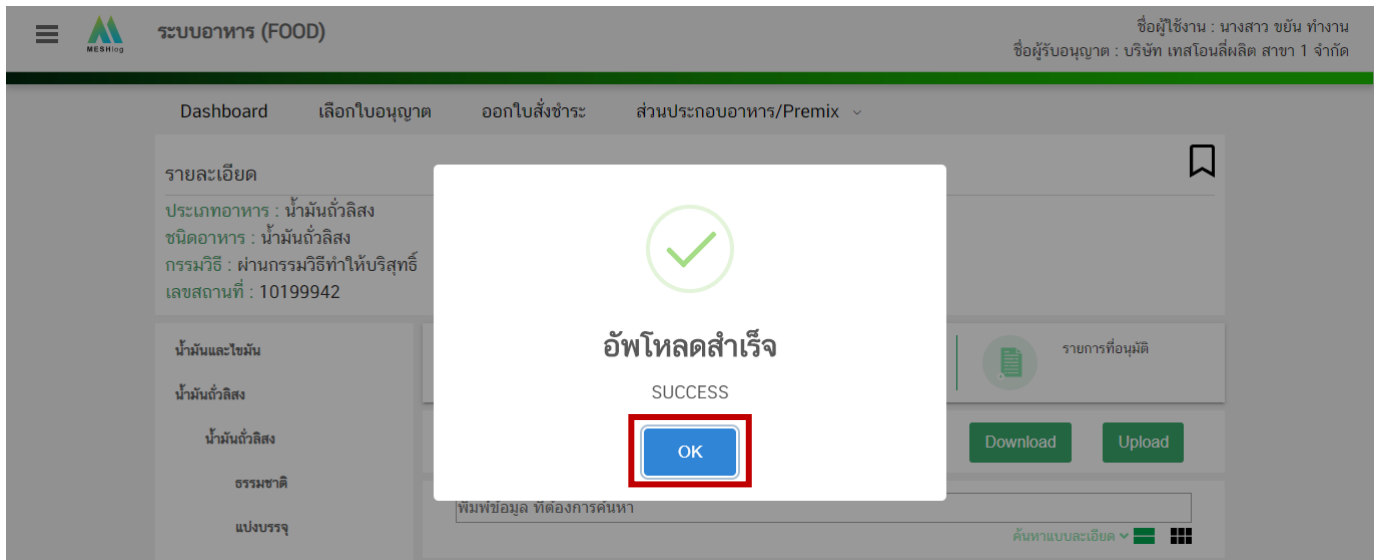 MESHlog
ระบบอาหาร (FOOD)
ชื่อผู้ใช้งาน : นางสาว ขยัน ทำงาน
ชื่อผู้รับอนุญาต : บริษัท เทสโอนลี่ผลิต สาขา 1 จำกัด
Dashboard เลือกใบอนุญาต ออกใบสั่งชำระ ส่วนประกอบอาหาร/Premix
รายละเอียด
ประเภทอาหาร : น้ำมันถั่วลิสง
ชนิดอาหาร : น้ำมันถั่วลิสง
กรรมวิธี : ผ่านกรรมวิธีทำให้บริสุทธิ์
เลขสถานที่ : 10199942
น้ำมันและไขมัน
น้ำมันถั่วลิสง
น้ำมันถั่วลิสง
ธรรมชาติ
แปงบรรจุ
อัพโหลดสำเร็จ
SUCCESS
OK
รายการที่อนุมัติ
Download Upload
พิมพ์ข้อมูล ที่ต้องการค้นหา
ค้นหาแบบละเอียด